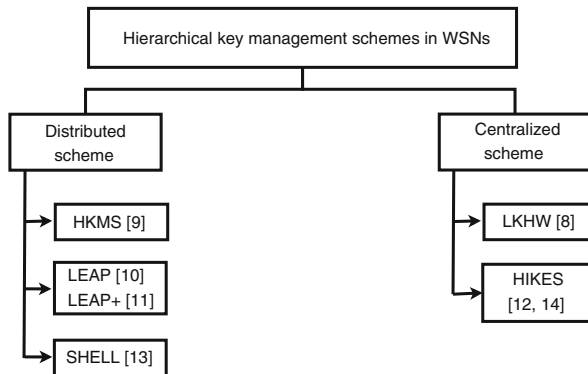 Hierarchical key management schemes in WSNs
Distributed
scheme
HKMS [9]
LEAP [10]
LEAP+ [11]
SHELL [13]
Centralized
scheme
LKHW [8]
HIKES
[12, 14]